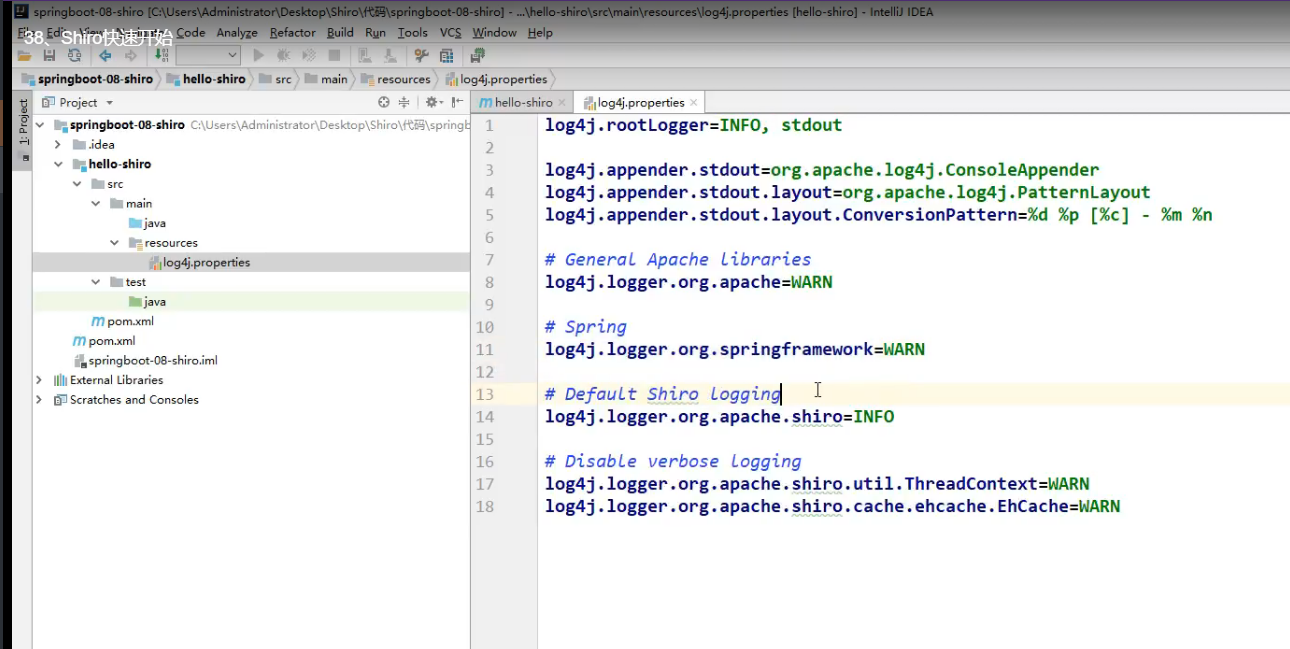 springboot-08-shiro [C:\Users\Administrator\Desktop\Shiro\代码\springboot-08-shiro] - ...\hello-shiro\src\main\resources\log4j.properties [hello-shiro] - IntelliJ IDEA
38、Shiro快速开始
Code Analyze Refactor Build Run Tools VCS Window Help
springboot-08-shiro hello-shiro src main resources log4j.properties
Project
hello-shiro log4j.properties
1: Project
springboot-08-shiro C:\Users\Administrator\Desktop\Shiro\代码\springb
.idea
hello-shiro
src
main
java
resources
log4j.properties
test
java
pom.xml
pom.xml
springboot-08-shiro.iml
External Libraries
Scratches and Consoles
1 log4j.rootLogger=INFO, stdout
2
3 log4j.appender.stdout=org.apache.log4j.ConsoleAppender
4 log4j.appender.stdout.layout=org.apache.log4j.PatternLayout
5 log4j.appender.stdout.layout.ConversionPattern=%d %p [%c] - %m %n
6
7 # General Apache libraries
8 log4j.logger.org.apache=WARN
9
10 # Spring
11 log4j.logger.org.springframework=WARN
12
13 # Default Shiro logging
14 log4j.logger.org.apache.shiro=INFO
15
16 # Disable verbose logging
17 log4j.logger.org.apache.shiro.util.ThreadContext=WARN
18 log4j.logger.org.apache.shiro.cache.ehcache.EhCache=WARN